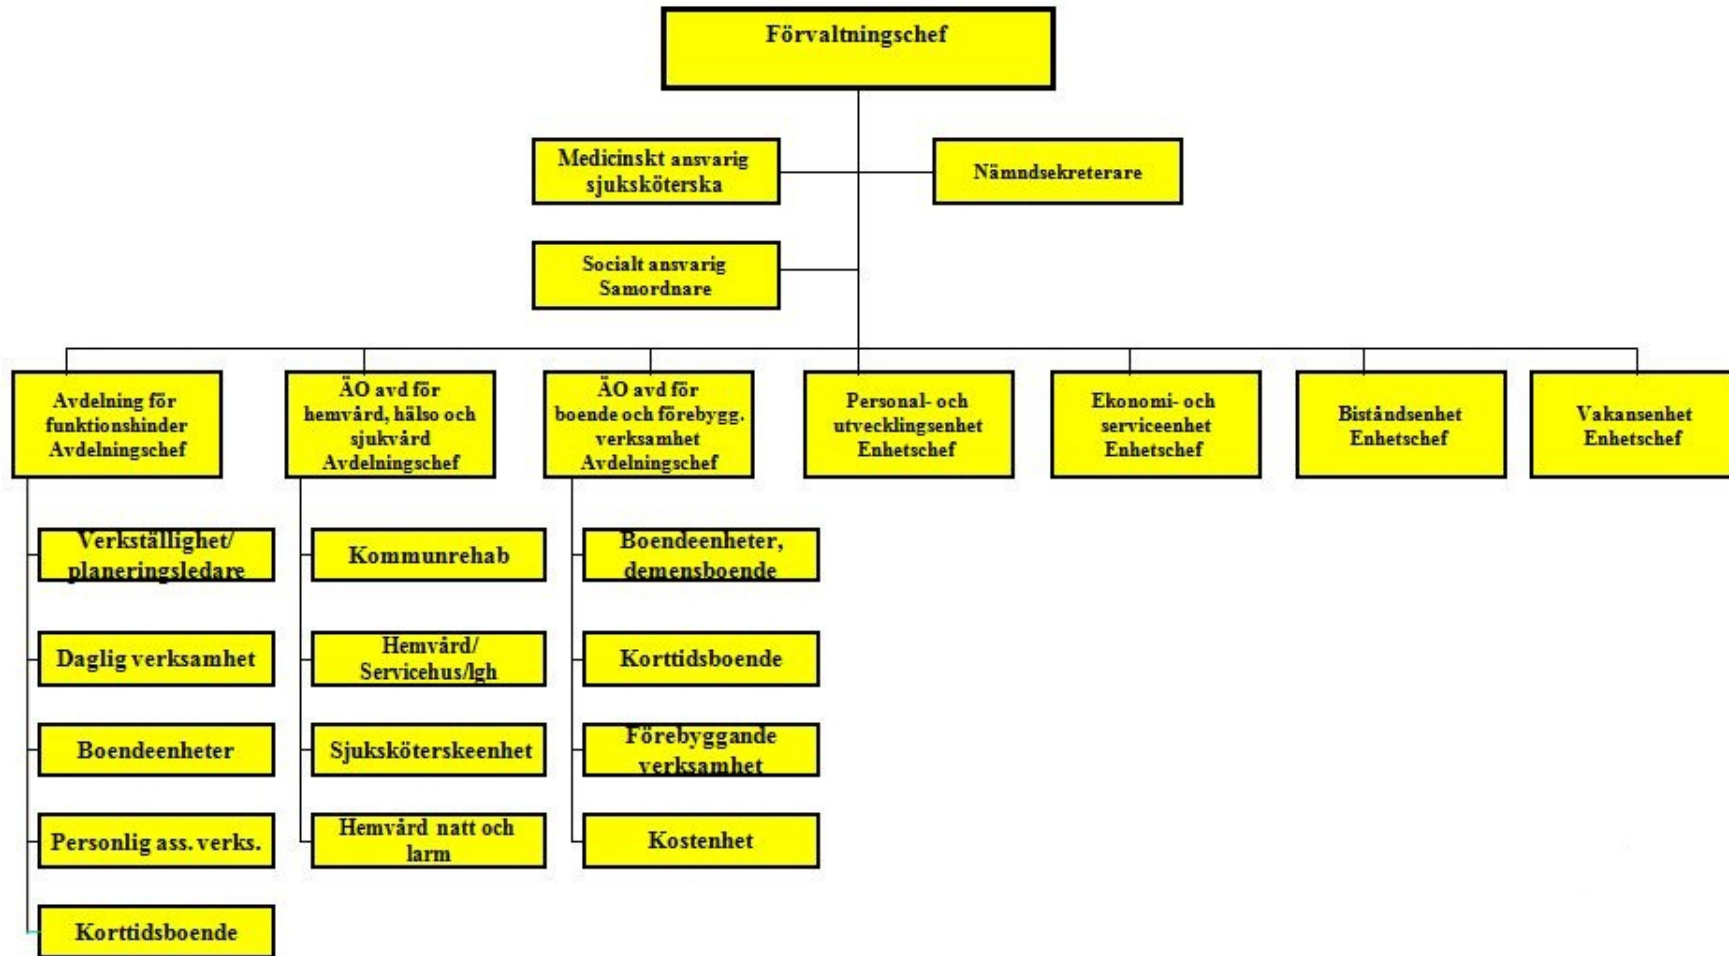 Förvaltningschef
Medicinskt ansvarig
sjuksköterska
Nämndsekreterare
Socialt ansvarig
Samordnare
Avdelning för
funktionshinder
Avdelningschef
ÄO avd för
hemvård, hälso och
sjukvård
Avdelningschef
ÄO avd för
boende och förebygg.
verksamhet
Avdelningschef
Personal- och
utvecklingsenhet
Enhetschef
Ekonomi- och
serviceenhet
Enhetschef
Biståndsenhet
Enhetschef
Vakansenhet
Enhetschef
Verkställighet/
planeringsledare
Daglig verksamhet
Boendeenheter
Personlig ass. verks.
Korttidsboende
Kommunrehab
Hemvård/
Servicehus/lgh
Sjuksköterskeenhet
Hemvård natt och
larm
Boendeenheter,
demensboende
Korttidsboende
Förebyggande
verksamhet
Kostenhet